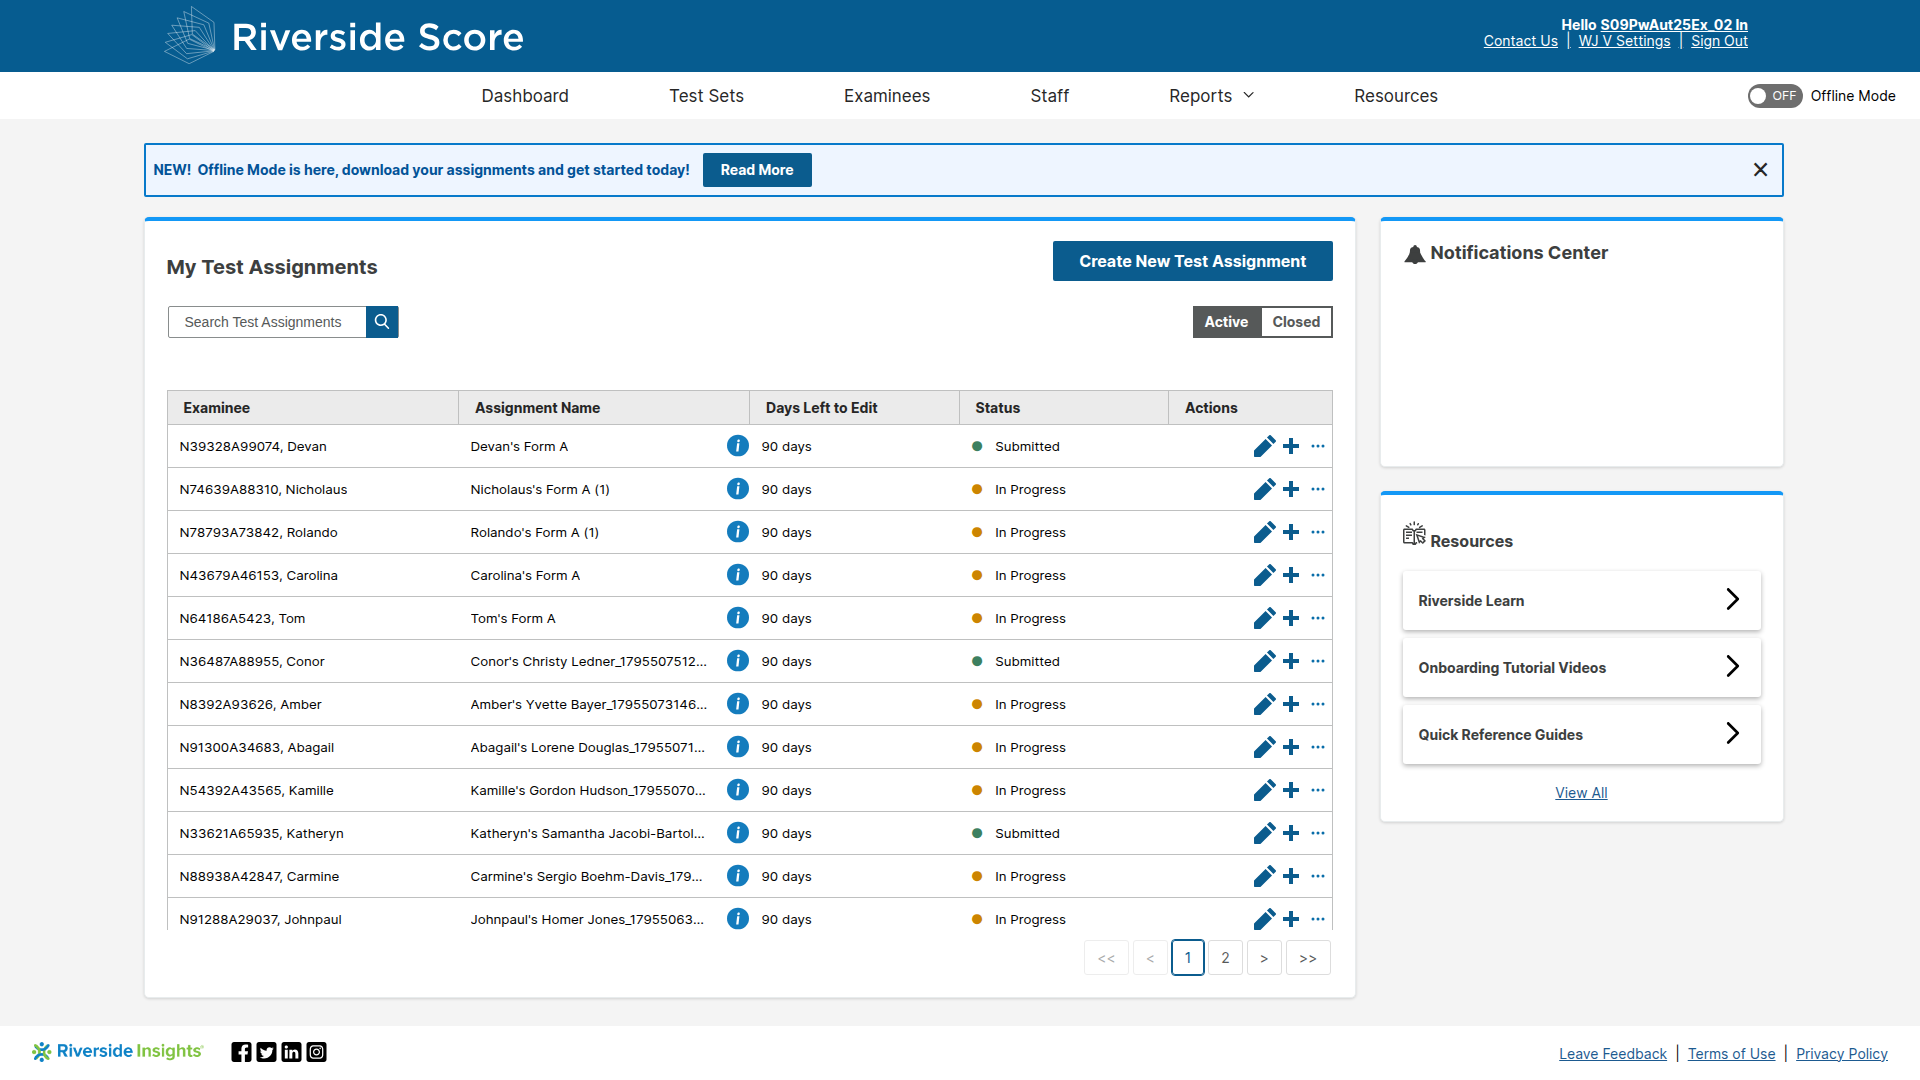 Riverside Score
Hello S09PwAut25Ex_02 In
Contact Us | WJ V Settings | Sign Out
Dashboard Test Sets Examinees Staff Reports Resources
OFF Offline Mode
NEW! Offline Mode is here, download your assignments and get started today! Read More
My Test Assignments
Create New Test Assignment
Search Test Assignments
Active Closed
Examinee Assignment Name Days Left to Edit Status Actions
N39328A99074, Devan Devan's Form A i 90 days Submitted
N74639A88310, Nicholaus Nicholaus's Form A (1) i 90 days In Progress
N78793A73842, Rolando Rolando's Form A (1) i 90 days In Progress
N43679A46153, Carolina Carolina's Form A i 90 days In Progress
N64186A5423, Tom Tom's Form A i 90 days In Progress
N36487A88955, Conor Conor's Christy Ledner_1795507512... i 90 days Submitted
N8392A93626, Amber Amber's Yvette Bayer_17955073146... i 90 days In Progress
N91300A34683, Abagail Abagail's Lorene Douglas_17955071... i 90 days In Progress
N54392A43565, Kamille Kamille's Gordon Hudson_17955070... i 90 days In Progress
N33621A65935, Katheryn Katheryn's Samantha Jacobi-Bartol... i 90 days Submitted
N88938A42847, Carmine Carmine's Sergio Boehm-Davis_179... i 90 days In Progress
N91288A29037, Johnpaul Johnpaul's Homer Jones_17955063... i 90 days In Progress
<< < 1 2 > >>
Notifications Center
Resources
Riverside Learn
Onboarding Tutorial Videos
Quick Reference Guides
View All
Riverside Insights
Leave Feedback | Terms of Use | Privacy Policy